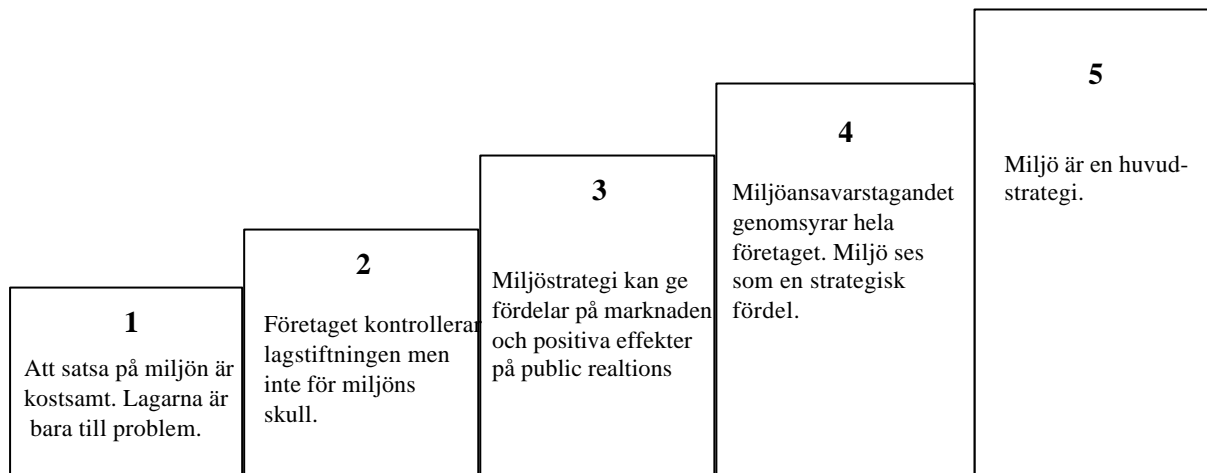 1
Att satsa på miljön är
kostsamt. Lagarna är
bara till problem.
2
Företaget kontrollerar
lagstiftningen men
inte för miljöns
skull.
3
Miljöstrategi kan ge
fördelar på marknaden
och positiva effekter
på public realtions
4
Miljöansavarstagandet
genomsyrar hela
företaget. Miljö ses
som en strategisk
fördel.
5
Miljö är en huvud-
strategi.